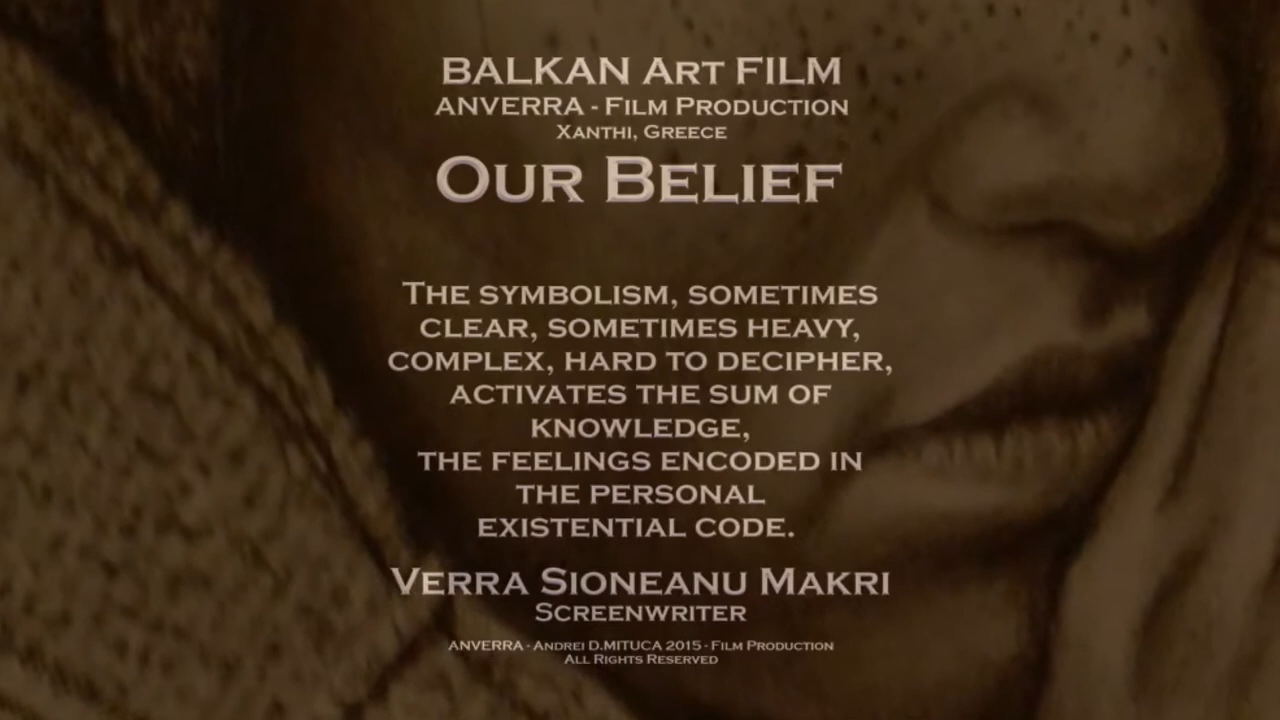 BALKAN ART FILM
ANVERRA - FILM PRODUCTION
XANTHI, GREECE
OUR BELIEF
THE SYMBOLISM, SOMETIMES
CLEAR, SOMETIMES HEAVY,
COMPLEX, HARD TO DECIPHER,
ACTIVATES THE SUM OF
KNOWLEDGE,
THE FEELINGS ENCODED IN
THE PERSONAL
EXISTENTIAL CODE.
VERRA SIONEANU MAKRI
SCREENWRITER
ANVERRA - ANDREI D.MITUCA 2015 - FILM PRODUCTION
ALL RIGHTS RESERVED